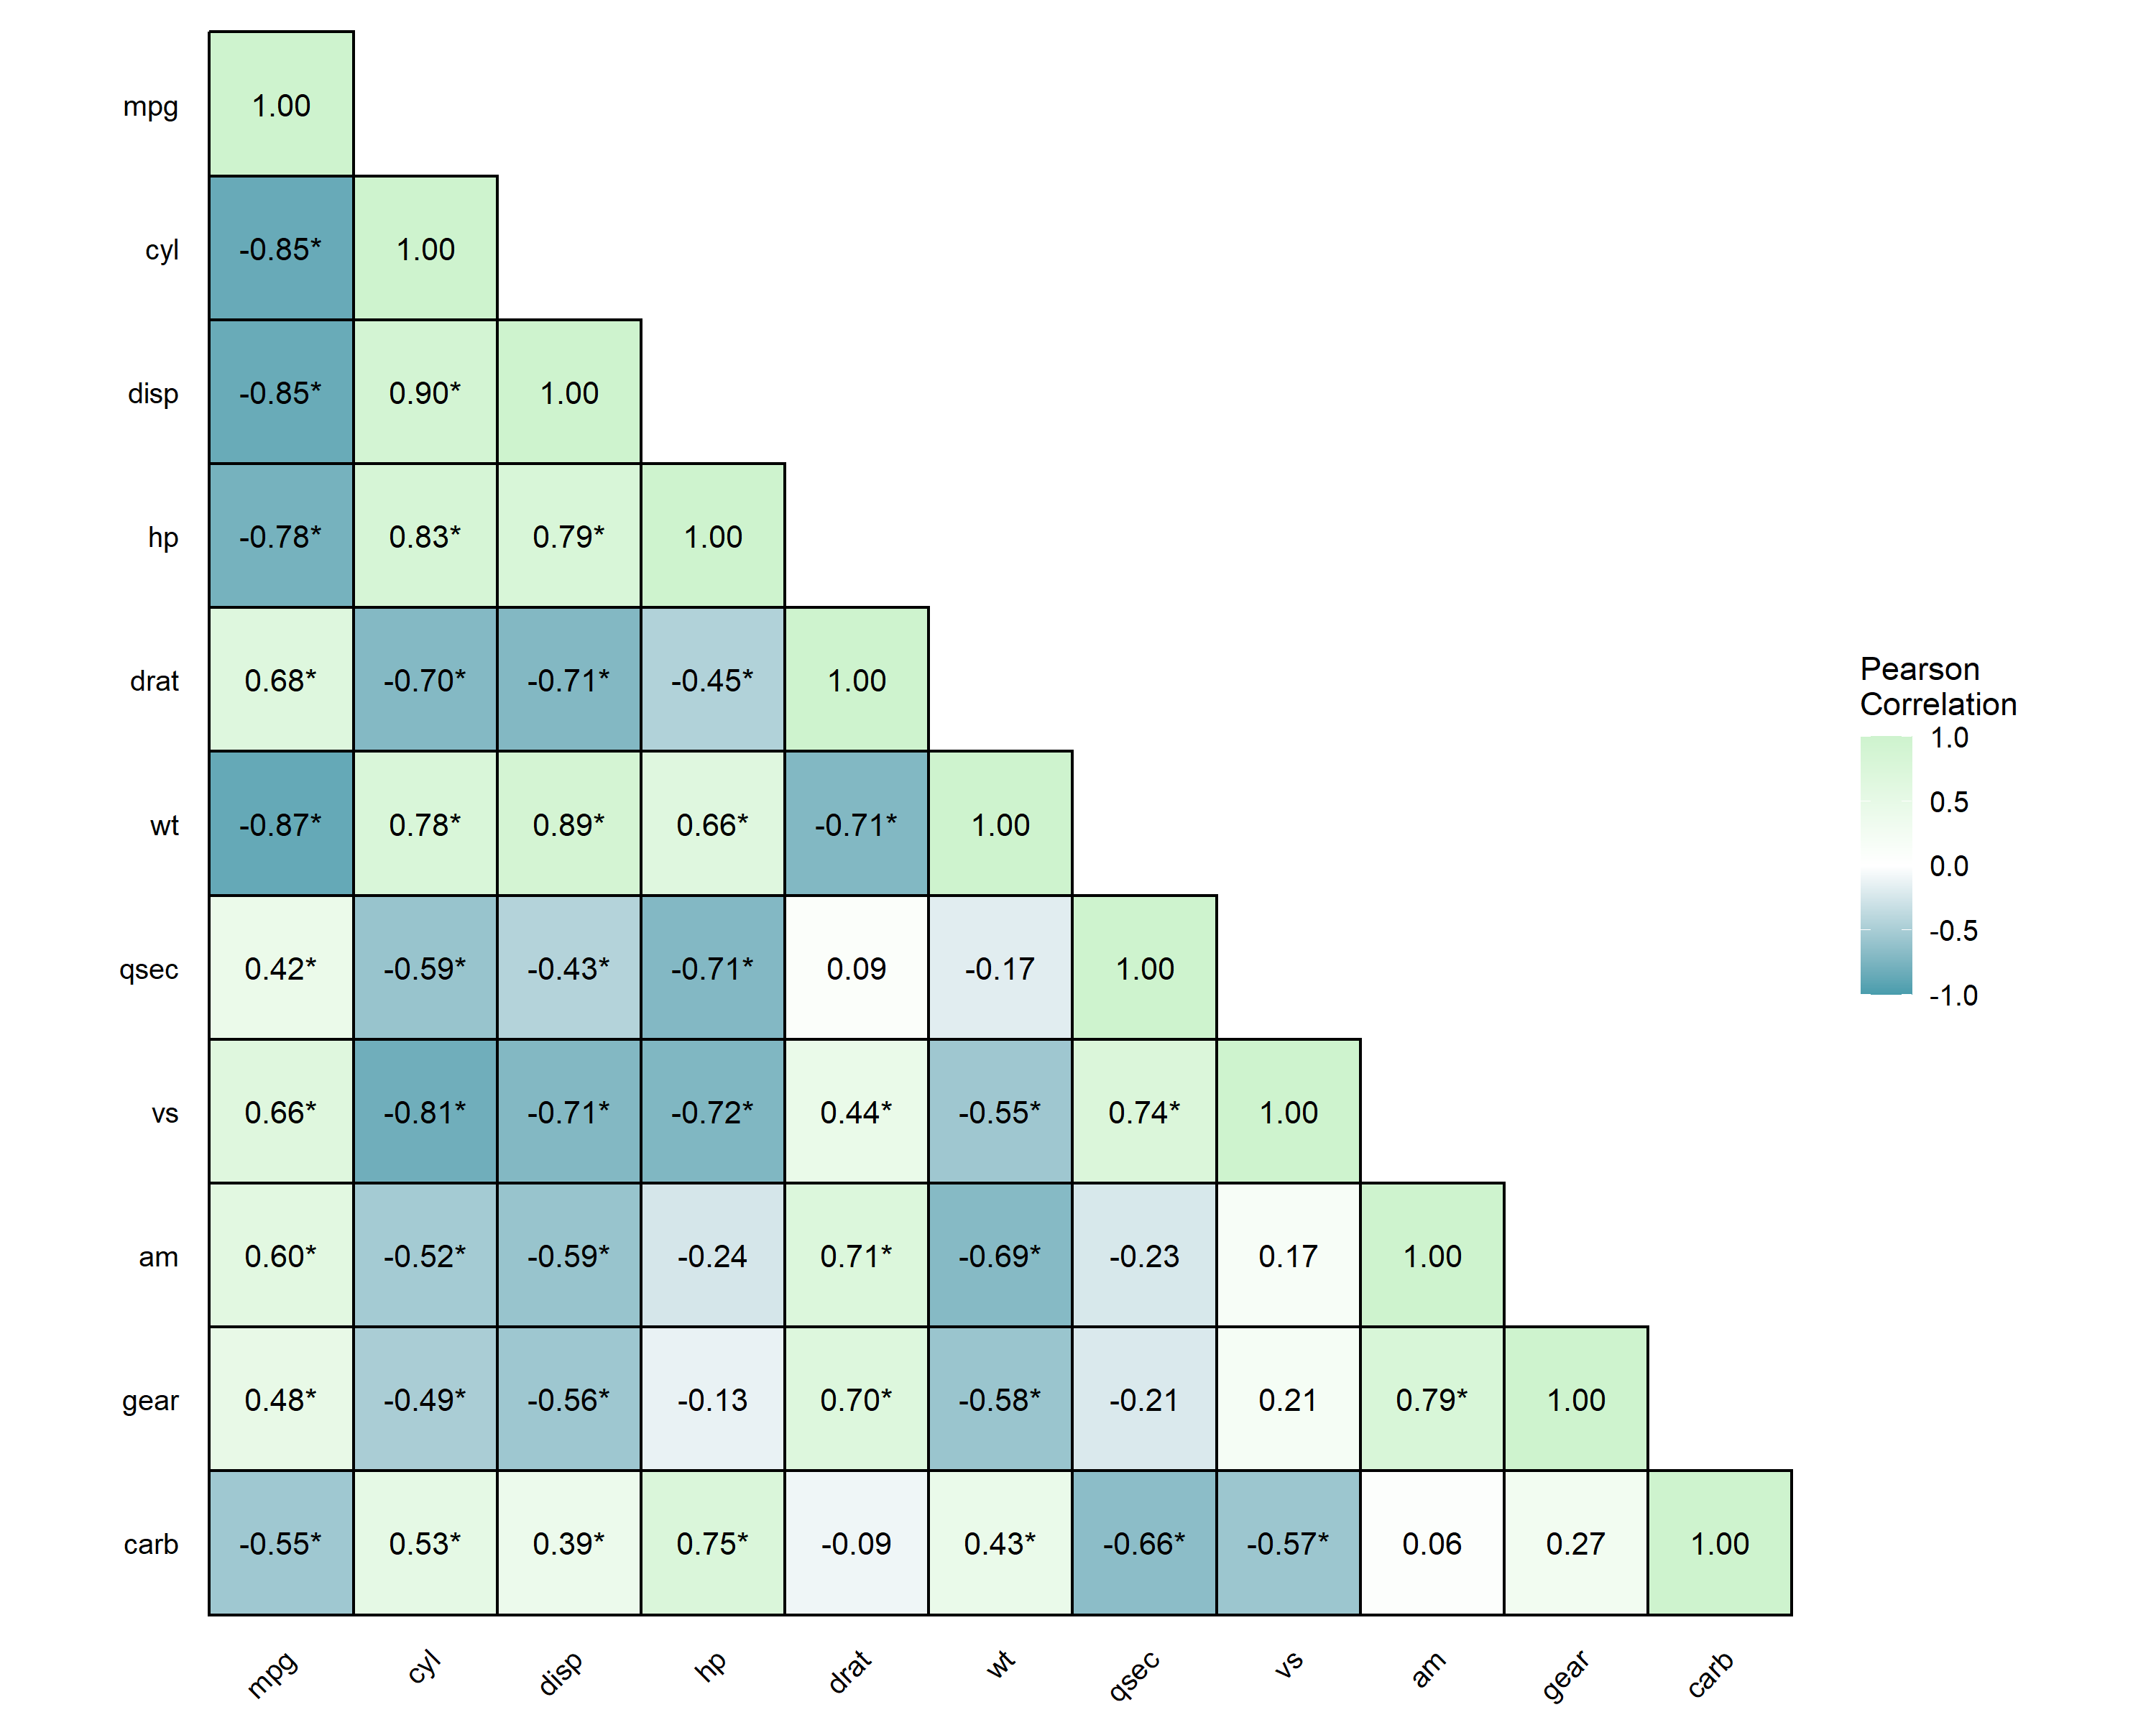 mpg 1.00
cyl -0.85* 1.00
disp -0.85* 0.90* 1.00
hp -0.78* 0.83* 0.79* 1.00
drat 0.68* -0.70* -0.71* -0.45* 1.00
wt -0.87* 0.78* 0.89* 0.66* -0.71* 1.00
qsec 0.42* -0.59* -0.43* -0.71* 0.09 -0.17 1.00
vs 0.66* -0.81* -0.71* -0.72* 0.44* -0.55* 0.74* 1.00
am 0.60* -0.52* -0.59* -0.24 0.71* -0.69* -0.23 0.17 1.00
gear 0.48* -0.49* -0.56* -0.13 0.70* -0.58* -0.21 0.21 0.79* 1.00
carb -0.55* 0.53* 0.39* 0.75* -0.09 0.43* -0.66* -0.57* 0.06 0.27 1.00
mpg cyl disp hp drat wt qsec vs am gear carb
Pearson
Correlation
1.0
0.5
0.0
-0.5
-1.0